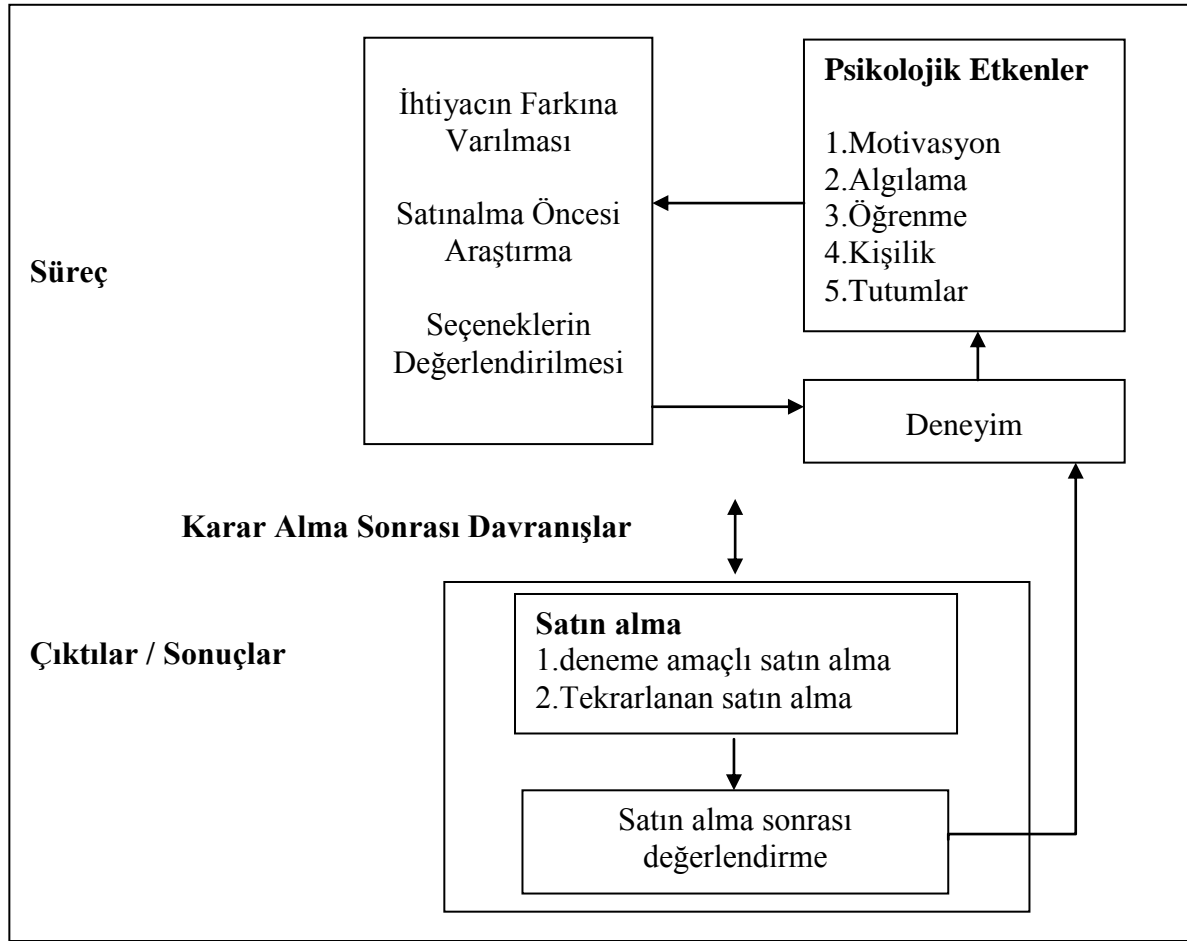 İhtiyacın Farkına
Varılması
Satınalma Öncesi
Araştırma
Seçeneklerin
Değerlendirilmesi
Psikolojik Etkenler
1.Motivasyon
2.Algılama
3.Öğrenme
4.Kişilik
5.Tutumlar
Süreç
Deneyim
Karar Alma Sonrası Davranışlar
Çıktılar / Sonuçlar
Satın alma
1.deneme amaçlı satın alma
2.Tekrarlanan satın alma
Satın alma sonrası
değerlendirme